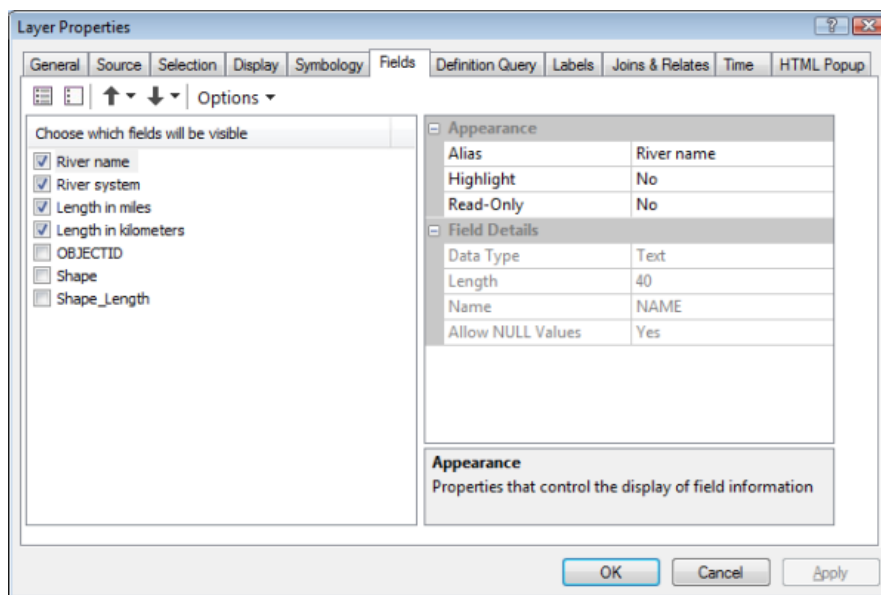 Layer Properties
General Source Selection Display Symbology Fields Definition Query Labels Joins & Relates Time HTML Popup
Options
Choose which fields will be visible
River name
River system
Length in miles
Length in kilometers
OBJECTID
Shape
Shape_Length
Appearance
Alias River name
Highlight No
Read-Only No
Field Details
Data Type Text
Length 40
Name NAME
Allow NULL Values Yes
Appearance
Properties that control the display of field information
OK Cancel Apply